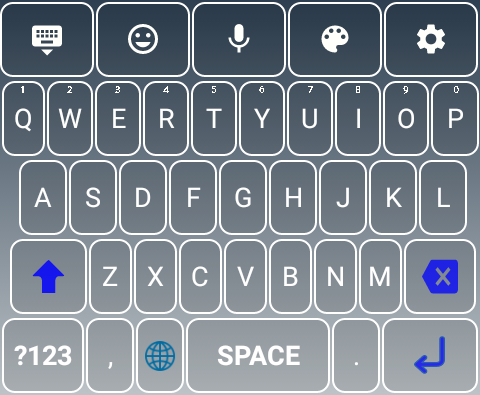 1 2 3 4 5 6 7 8 9 0
Q W E R T Y U I O P
A S D F G H J K L
Z X C V B N M X
?123 , SPACE .